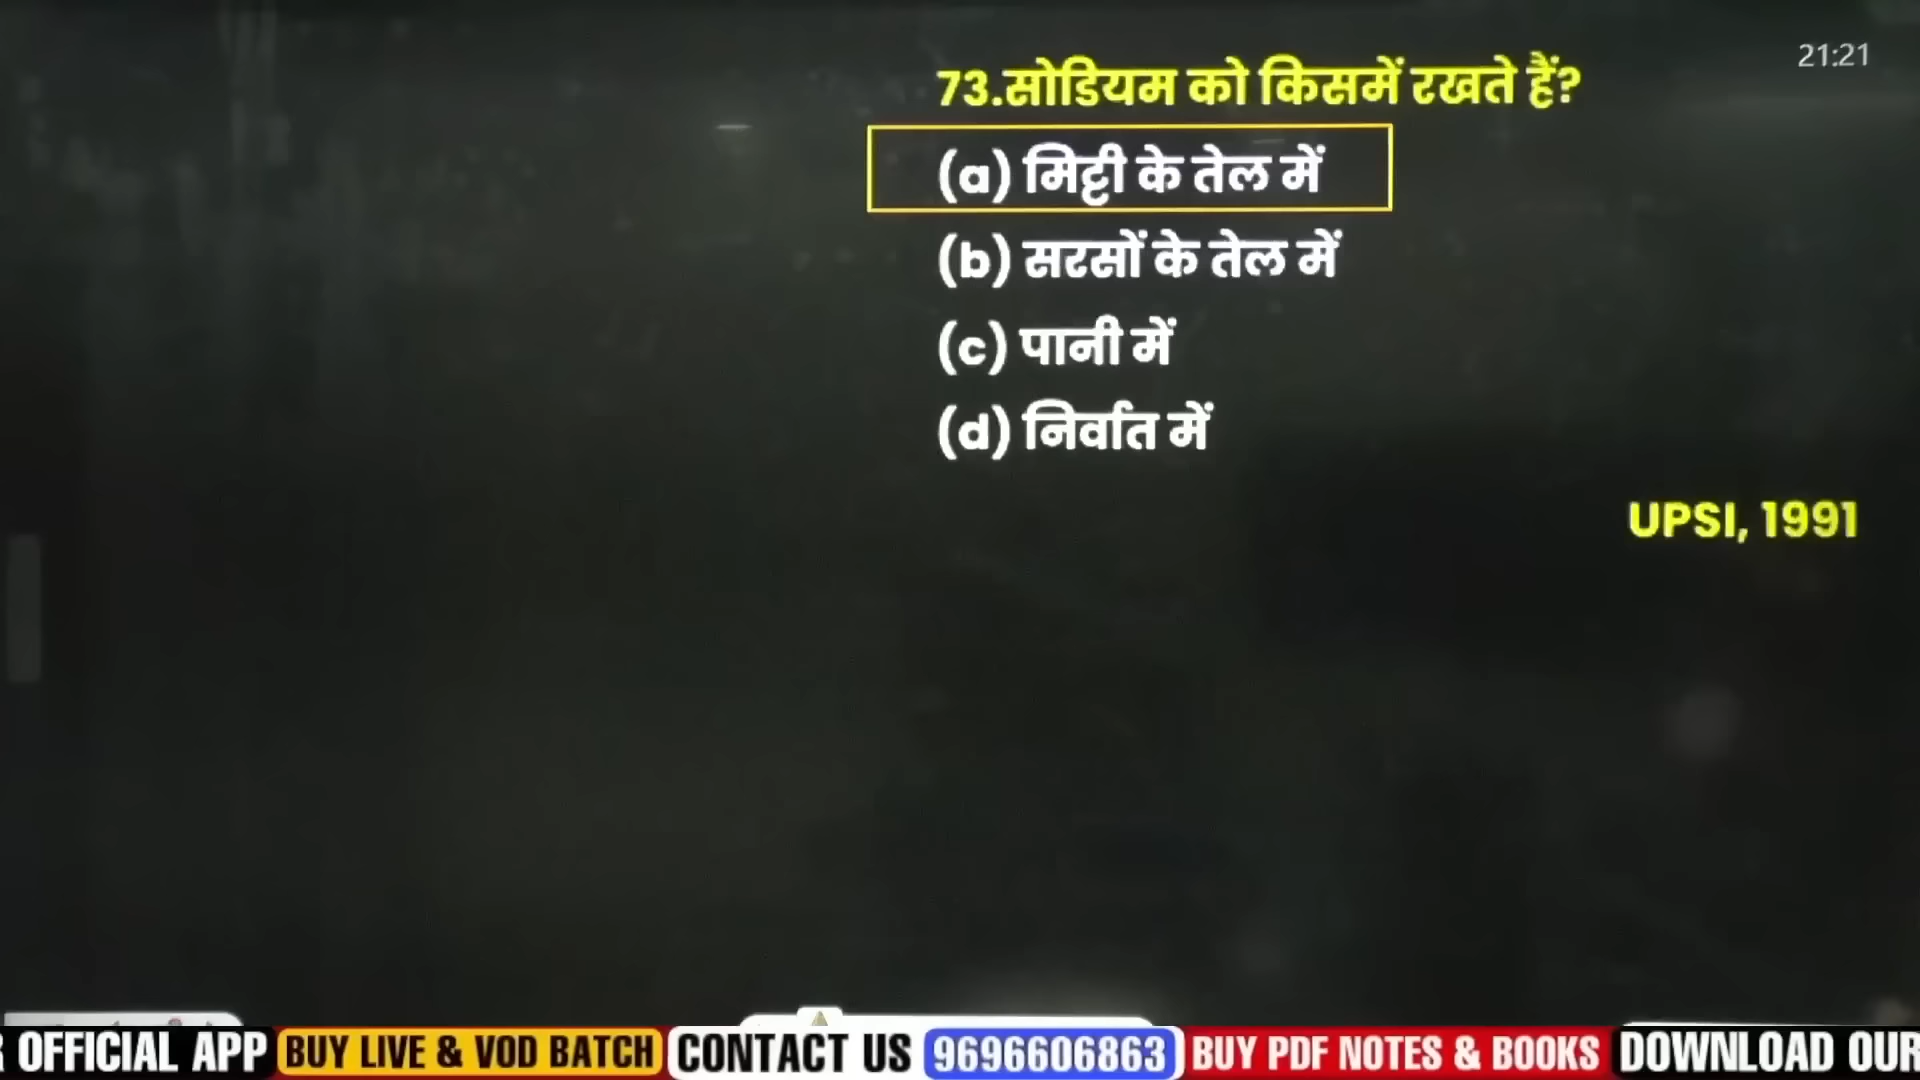 21:21
73.सोडियम को किसमें रखते हैं?
(a) मिट्टी के तेल में
(b) सरसों के तेल में
(c) पानी में
(d) निर्वात में
UPSI, 1991
OFFICIAL APP BUY LIVE & VOD BATCH CONTACT US 9696606863 BUY PDF NOTES & BOOKS DOWNLOAD OUR